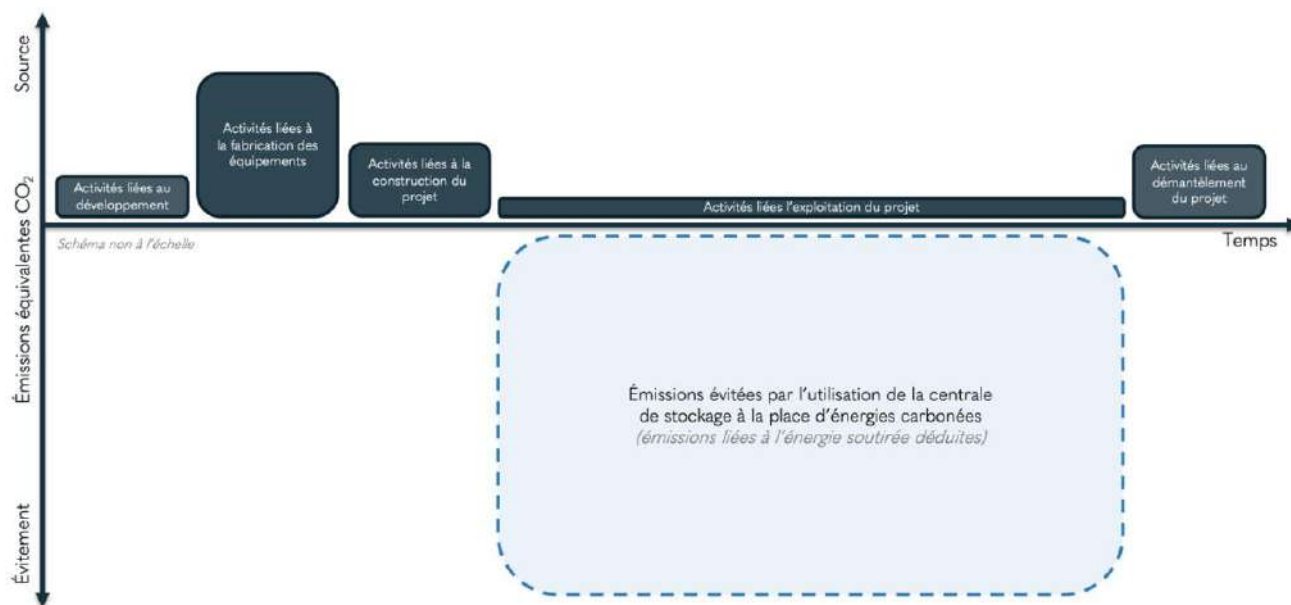 Source
Activités liées au
développement
Activités liées à
la fabrication des
équipements
Activités liées à la
construction du
projet
Activités liées l'exploitation du projet
Activités liées au
démantèlement
du projet
Émissions équivalentes CO₂
Schéma non à l'échelle
Temps
Émissions évitées par l'utilisation de la centrale
de stockage à la place d'énergies carbonées
(émissions liées à l'énergie soutirée déduites)
Évitement